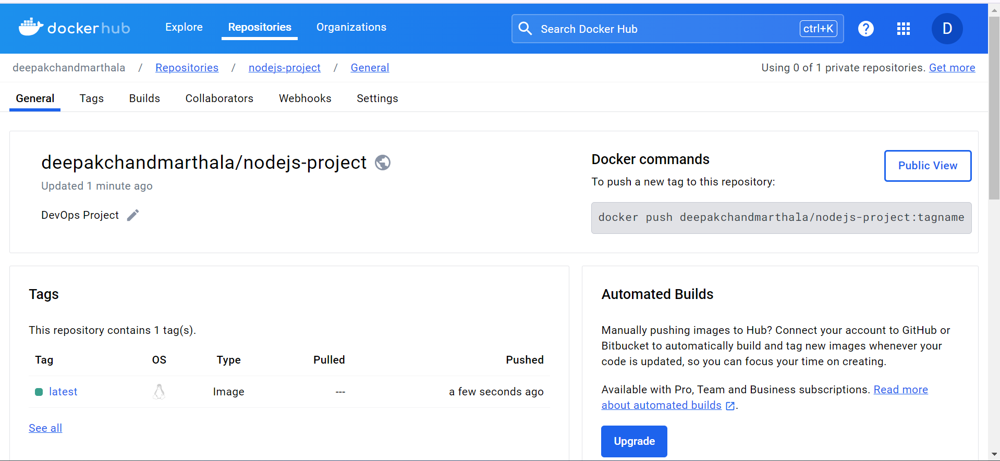 dockerhub
Explore
Repositories
Organizations
Search Docker Hub
ctrl+K
?
D
deepakchandmarthala / Repositories / nodejs-project / General
Using 0 of 1 private repositories. Get more
General
Tags
Builds
Collaborators
Webhooks
Settings
deepakchandmarthala/nodejs-project
Updated 1 minute ago
DevOps Project
Docker commands
Public View
To push a new tag to this repository:
docker push deepakchandmarthala/nodejs-project:tagname
Tags
This repository contains 1 tag(s).
Tag OS Type Pulled Pushed
latest Image --- a few seconds ago
See all
Automated Builds
Manually pushing images to Hub? Connect your account to GitHub or
Bitbucket to automatically build and tag new images whenever your
code is updated, so you can focus your time on creating.
Available with Pro, Team and Business subscriptions. Read more
about automated builds .
Upgrade